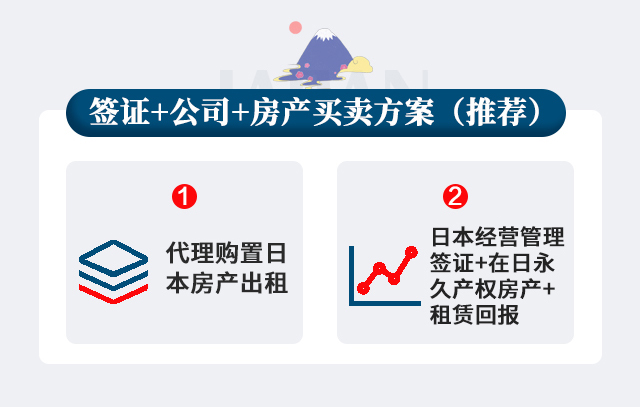 JAPAN
签证+公司+房产买卖方案（推荐）
1
代理购置日
本房产出租
2
日本经营管理
签证+在日永
久产权房产+
租赁回报